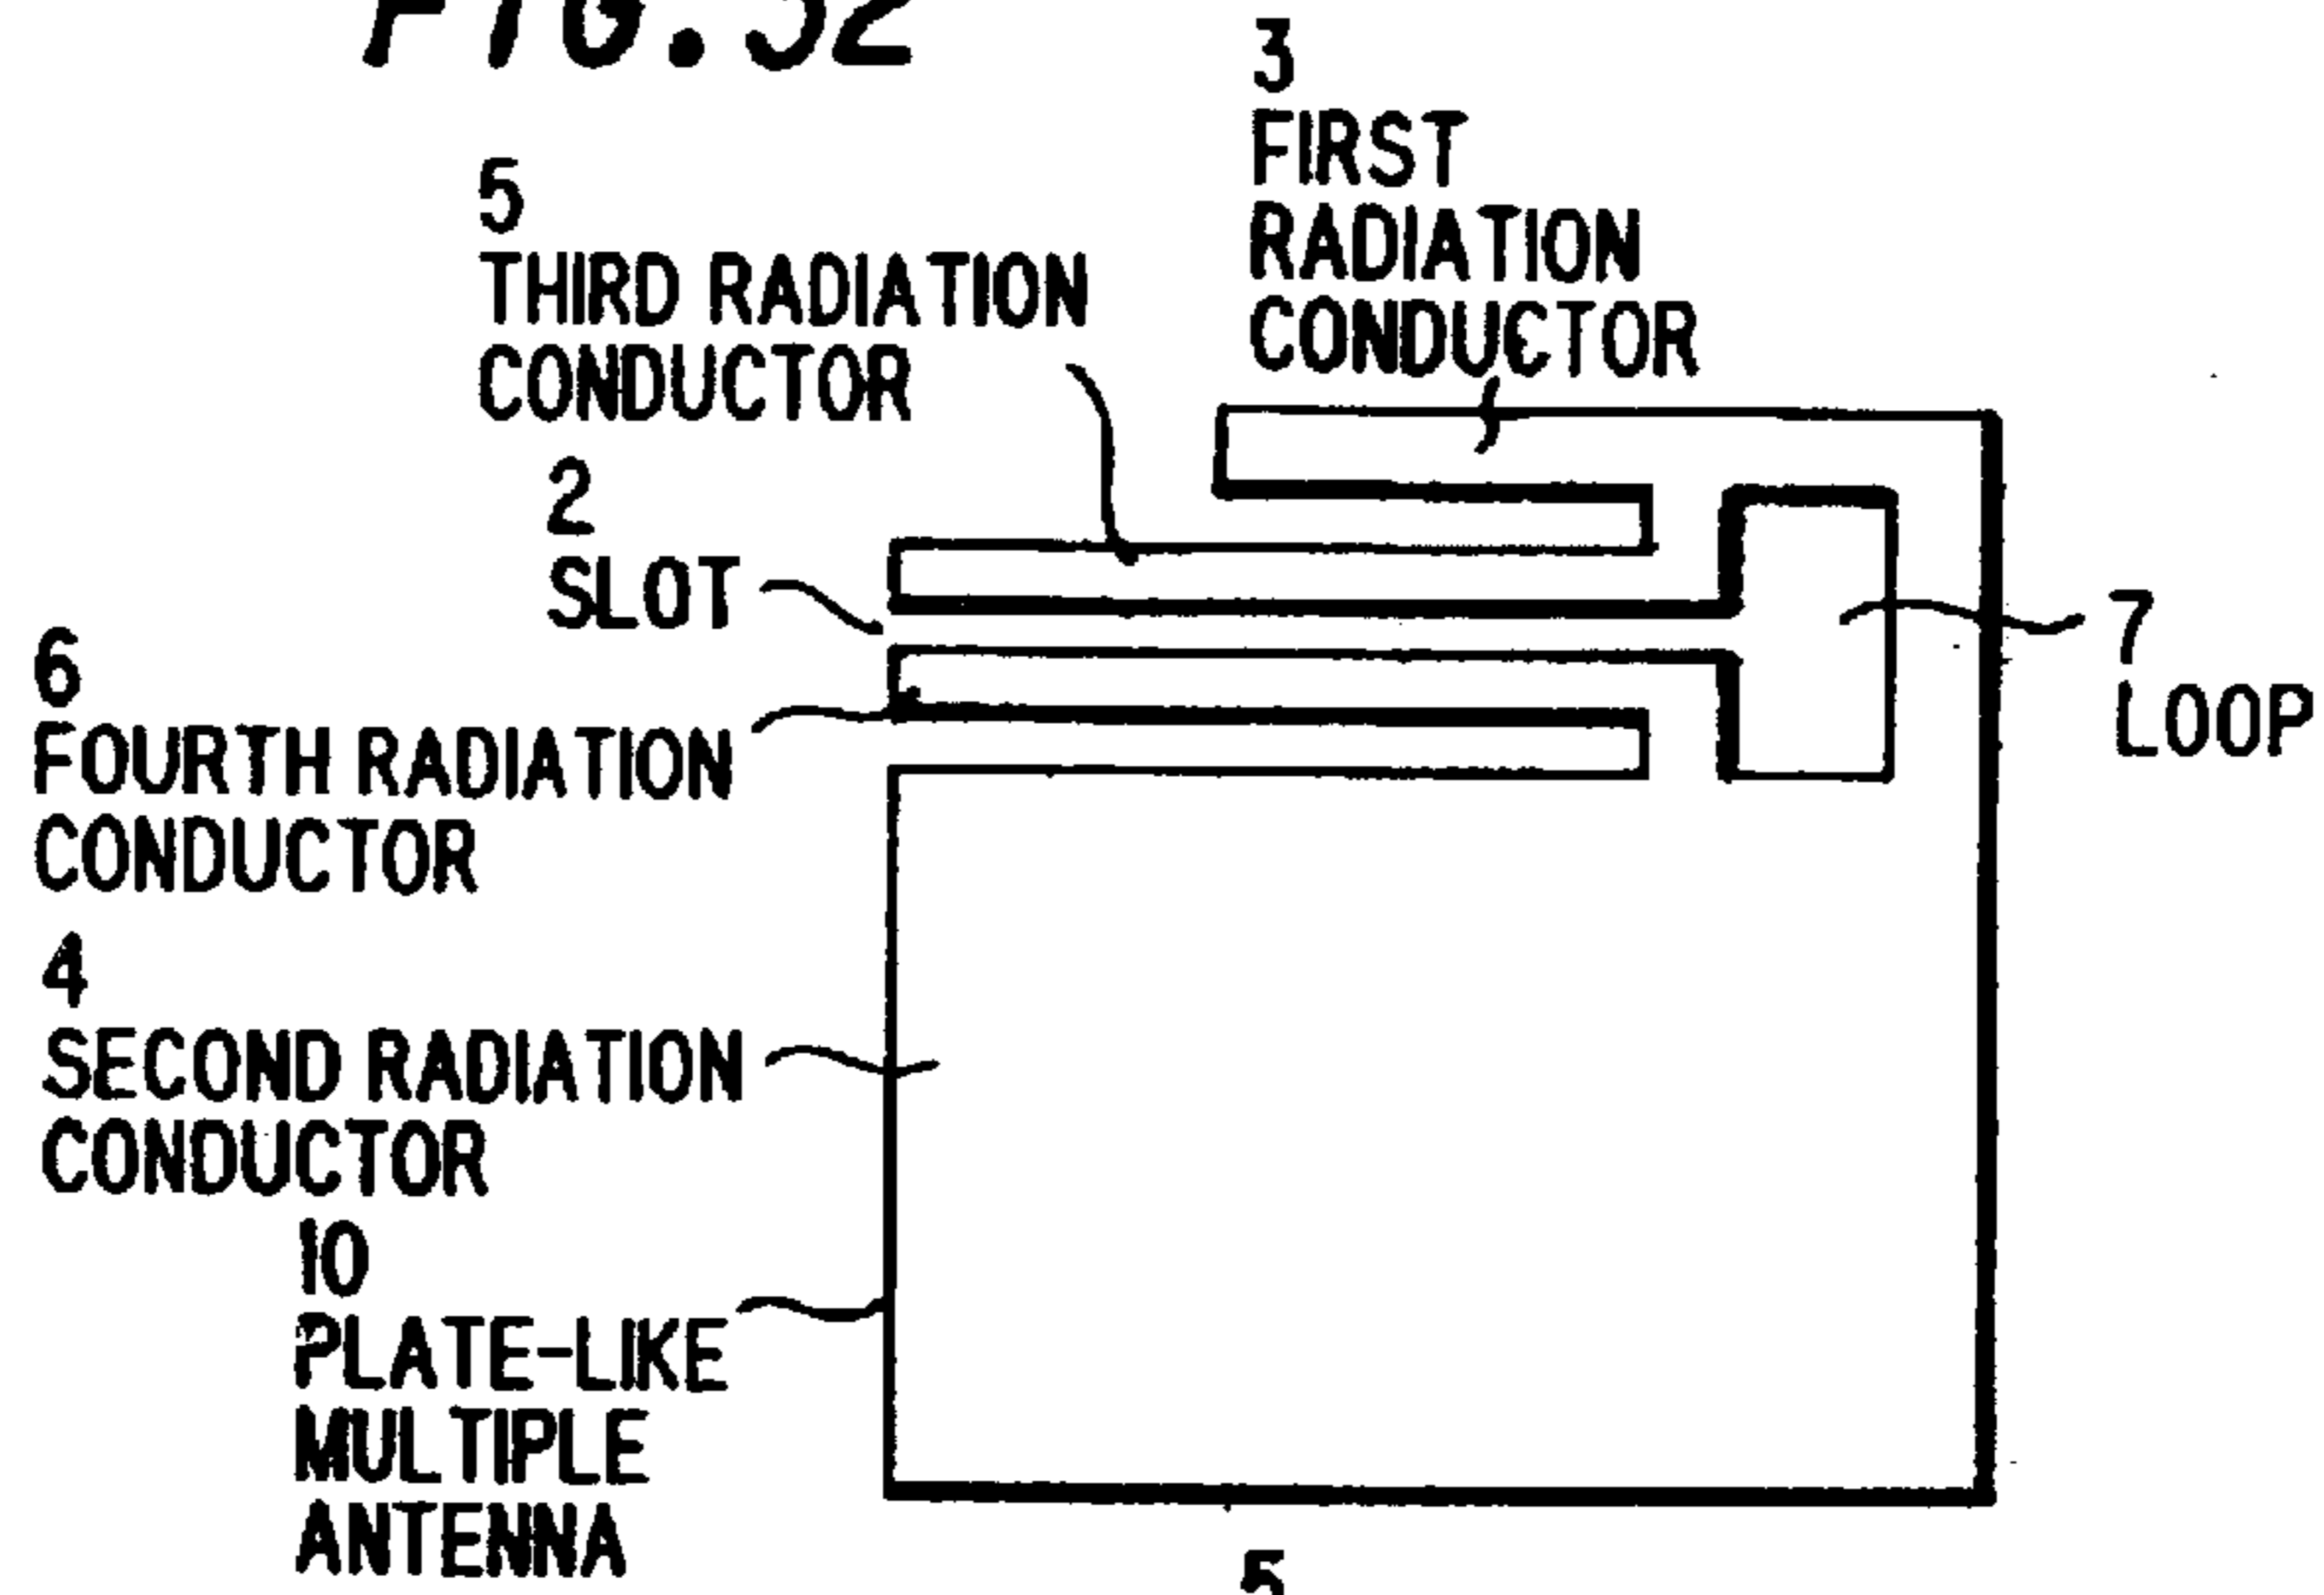 FIG.32
3
FIRST
RADIATION
CONDUCTOR
5
THIRD RADIATION
CONDUCTOR
2
SLOT
6
FOURTH RADIATION
CONDUCTOR
7
LOOP
4
SECOND RADIATION
CONDUCTOR
10
PLATE-LIKE
MULTIPLE
ANTENNA
5